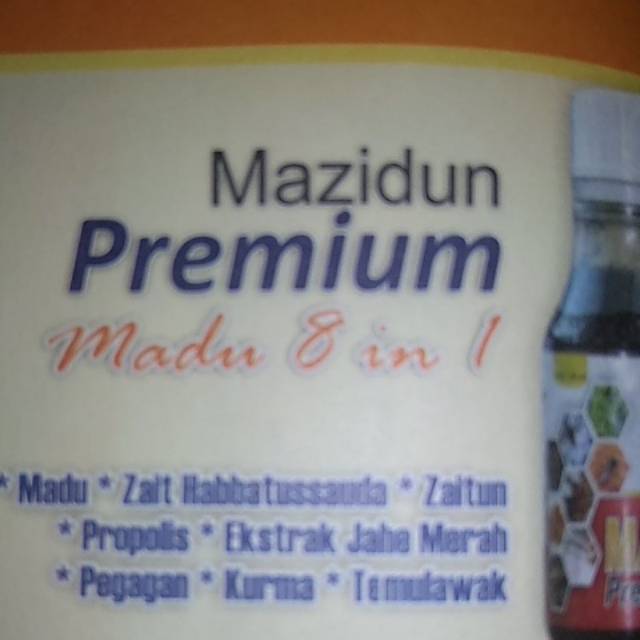 Mazidun
Premium
Madu 8 in 1
* Madu * Zait Habbatussauda * Zaitun
* Propolis * Ekstrak Jahe Merah
* Pegagan * Kurma * Temulawak